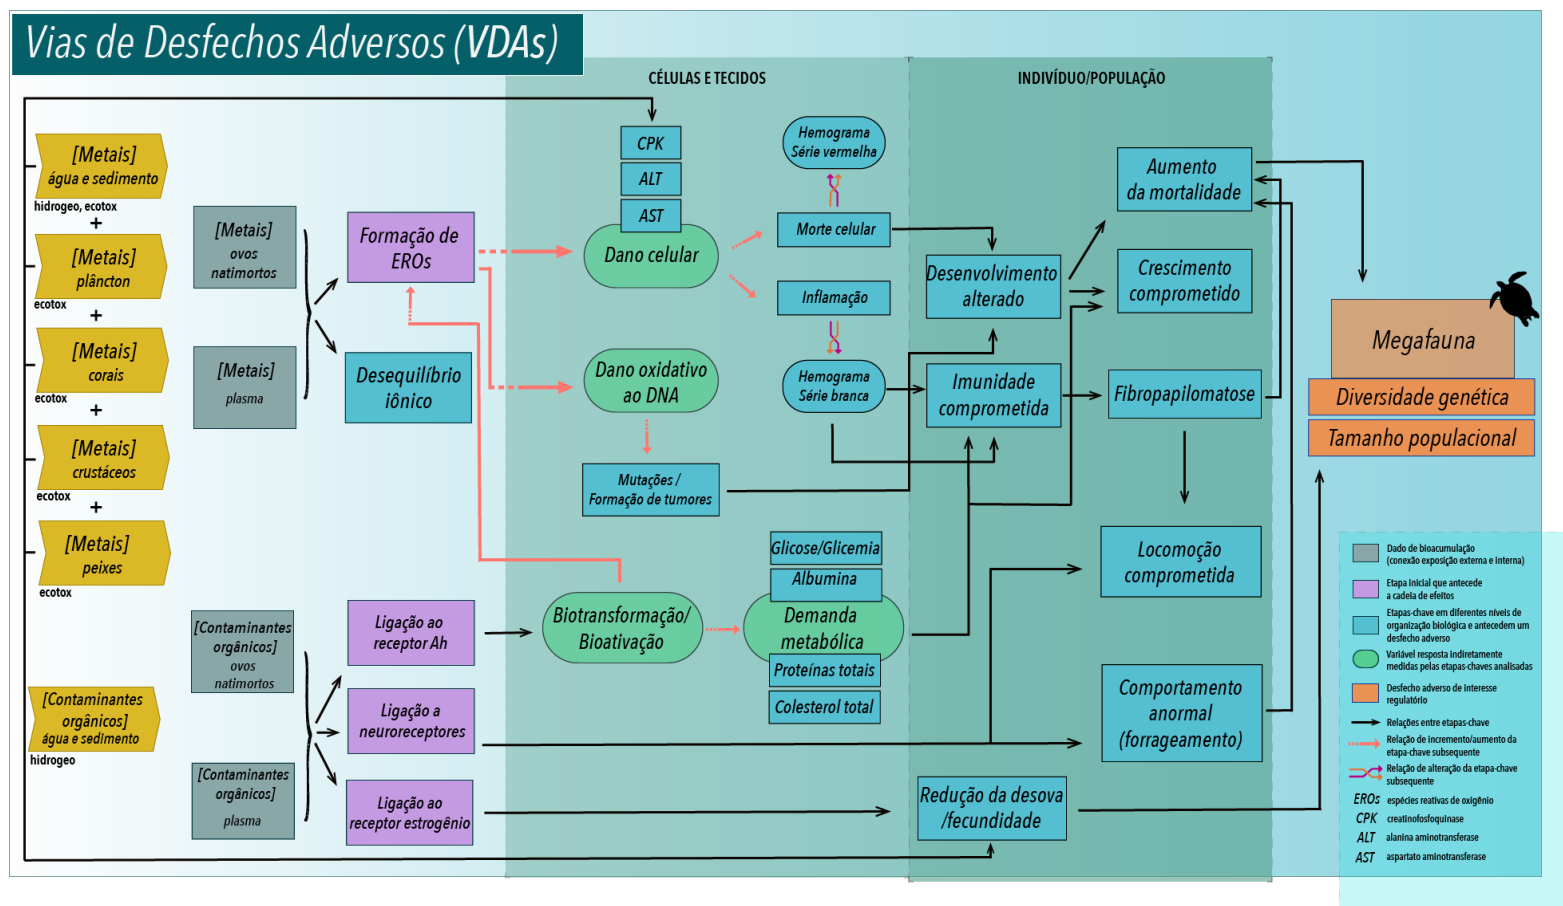 Vias de Desfechos Adversos (VDAs)
CÉLULAS E TECIDOS
INDIVÍDUO/POPULAÇÃO
[Metais]
água e sedimento
hidrogeo, ecotox
+
[Metais]
plâncton
ecotox
+
[Metais]
corais
ecotox
+
[Metais]
crustáceos
ecotox
+
[Metais]
peixes
ecotox
[Contaminantes
orgânicos]
água e sedimento
hidrogeo
[Metais]
ovos
natimortos
[Metais]
plasma
[Contaminantes
orgânicos]
ovos
natimortos
[Contaminantes
orgânicos]
plasma
Formação de
EROs
Desequilíbrio
iônico
Ligação ao
receptor Ah
Ligação a
neuroreceptores
Ligação ao
receptor estrogênio
CPK
ALT
AST
Dano celular
Dano oxidativo
ao DNA
Mutações /
Formação de tumores
Biotransformação/
Bioativação
Hemograma
Série vermelha
Morte celular
Inflamação
Hemograma
Série branca
Glicose/Glicemia
Albumina
Demanda
metabólica
Proteínas totais
Colesterol total
Desenvolvimento
alterado
Imunidade
comprometida
Redução da desova
/fecundidade
Aumento
da mortalidade
Crescimento
comprometido
Fibropapilomatose
Locomoção
comprometida
Comportamento
anormal
(forrageamento)
Megafauna
Diversidade genética
Tamanho populacional
Dado de bioacumulação
(conexão exposição externa e interna)
Etapa inicial que antecede
a cadeia de efeitos
Etapas-chave em diferentes níveis de
organização biológica e antecedem um
desfecho adverso
Variável resposta indiretamente
medidas pelas etapas-chaves analisadas
Desfecho adverso de interesse
regulatório
Relações entre etapas-chave
Relação de incremento/aumento da
etapa-chave subsequente
Relação de alteração da etapa-chave
subsequente
EROs espécies reativas de oxigênio
CPK creatinofosfoquinase
ALT alanina aminotransferase
AST aspartato aminotransferase